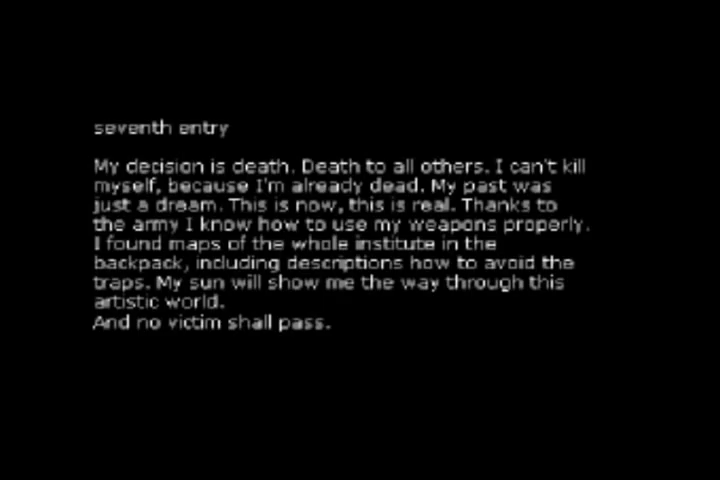 seventh entry
My decision is death. Death to all others. I can't kill
myself, because I'm already dead. My past was
just a dream. This is now, this is real. Thanks to
the army I know how to use my weapons properly.
I found maps of the whole institute in the
backpack, including descriptions how to avoid the
traps. My sun will show me the way through this
artistic world.
And no victim shall pass.